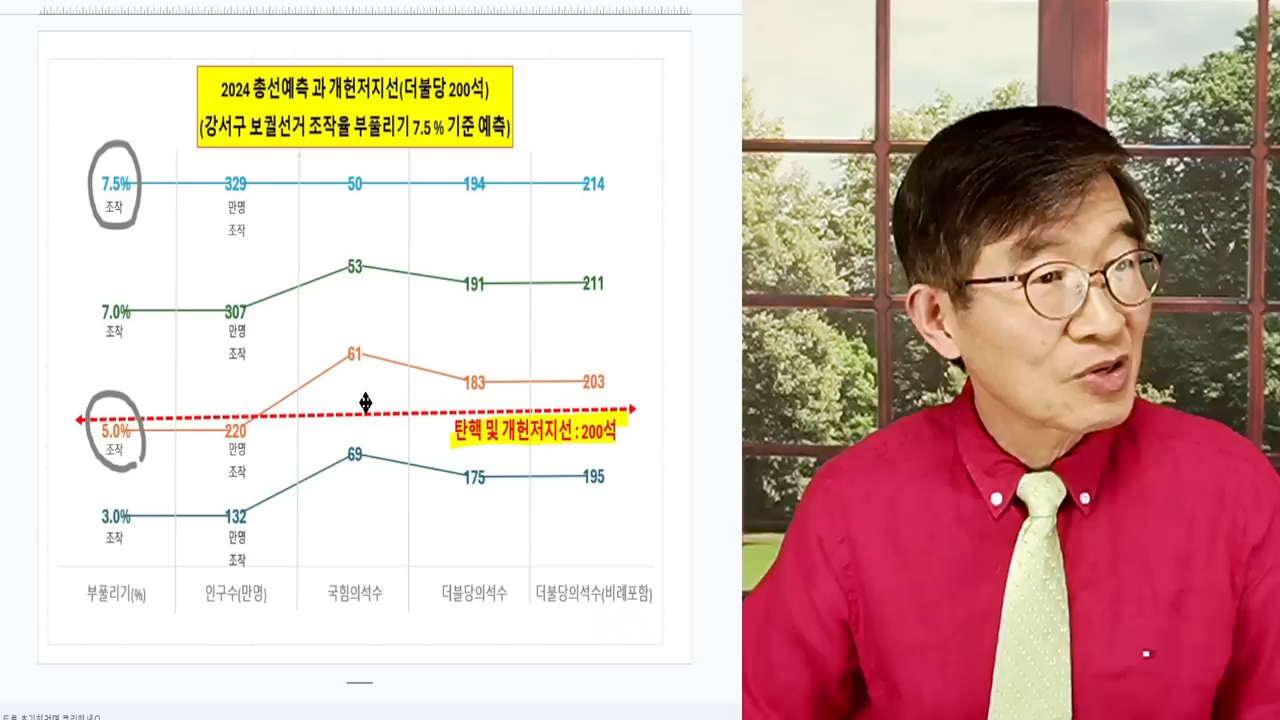 2024 총선예측 과 개헌저지선(더불당 200석)
(강서구 보궐선거 조작율 부풀리기 7.5 % 기준 예측)
7.5% 329 50 194 214
조작 만명
조작
7.0% 307 53 191 211
조작 만명
조작
5.0% 220 61 183 203
조작 만명
조작
탄핵 및 개헌저지선 : 200석
3.0% 132 69 175 195
조작 만명
조작
부풀리기(%) 인구수(만명) 국힘의석수 더블당의석수 더불당의석수(비례포함)